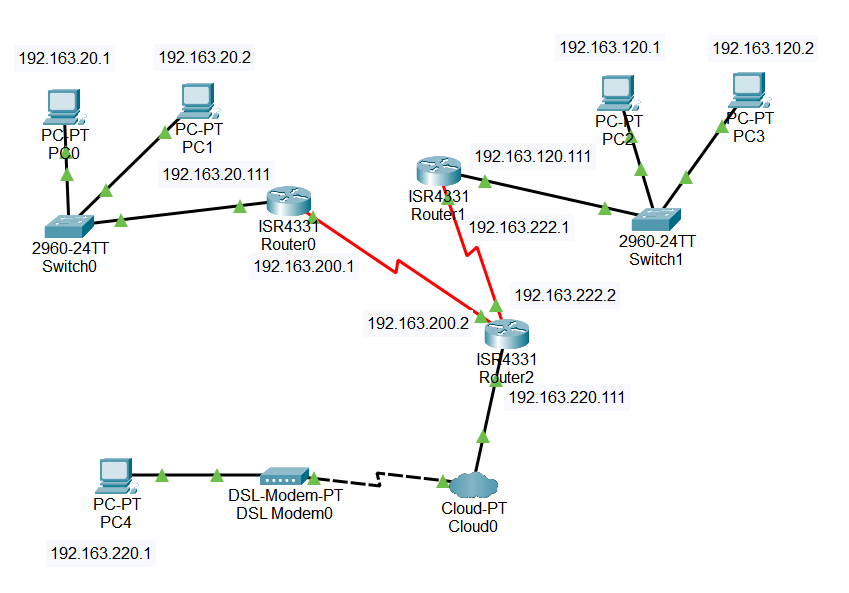 192.163.20.1
192.163.20.2
192.163.120.1
192.163.120.2
PC-PT
PC0
PC-PT
PC1
PC-PT
PC2
PC-PT
PC3
192.163.20.111
192.163.120.111
ISR4331
Router0
ISR4331
Router1
2960-24TT
Switch0
2960-24TT
Switch1
192.163.222.1
192.163.200.1
192.163.222.2
192.163.200.2
ISR4331
Router2
192.163.220.111
PC-PT
PC4
DSL-Modem-PT
DSL Modem0
Cloud-PT
Cloud0
192.163.220.1